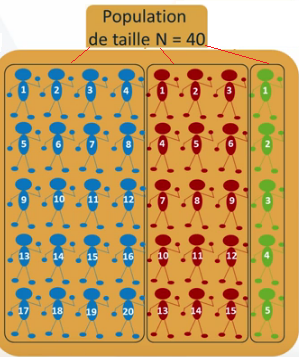 Population
de taille N = 40
1 2 3 4 1 2 3 1
5 6 7 8 4 5 6 2
9 10 11 12 7 8 9 3
13 14 15 16 10 11 12 4
17 18 19 20 13 14 15 5